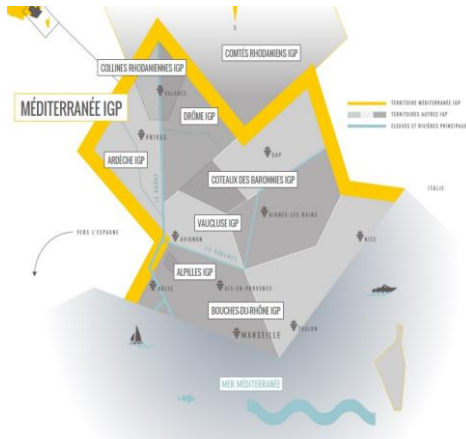 S
COMTÉS RHODANIENS IGP
COLLINES RHODANIENNES IGP
VALENCE
MÉDITERRANÉE IGP
DRÔME IGP
TERRITOIRE MÉDITERRANÉE IGP
TERRITOIRES AUTRES IGP
FLEUVES ET RIVIÈRES PRINCIPAUX
PRIVAS
GAP
ARDÈCHE IGP
COTEAUX DES BARONNIES IGP
LE RHÔNE
ITALIE
DIGNES-LES BAINS
VAUCLUSE IGP
VERS L'ESPAGNE
AVIGNON
NICE
LA DURANCE
ALPILLES IGP
ARLES
AIX-EN-PROVENCE
BOUCHES-DU-RHÔNE IGP
TOULON
MARSEILLE
MER MÉDITERRANÉE